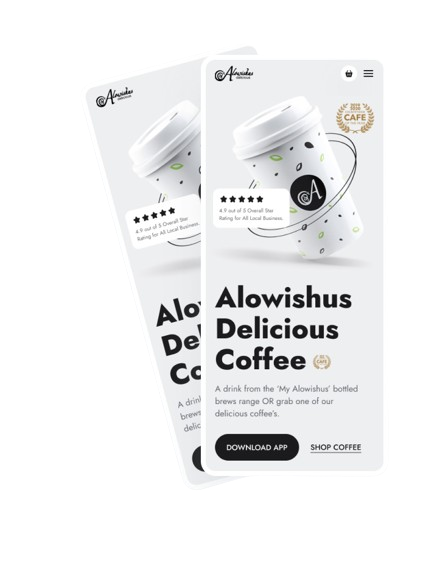 Alowishus
DELICIOUS
Alowishus
DELICIOUS
CAFE
A
4.9 out of 5 Overall Star
Rating for All Local Business.
4.9 out of 5 Overall Star
Rating for All Local Business.
Alowishus
Delicious
Coffee
CAFE
A drink from the 'My Alowishus' bottled
brews range OR grab one of our
delicious coffee's.
DOWNLOAD APP
SHOP COFFEE
Alo
De
Co
A drink
brews
delic